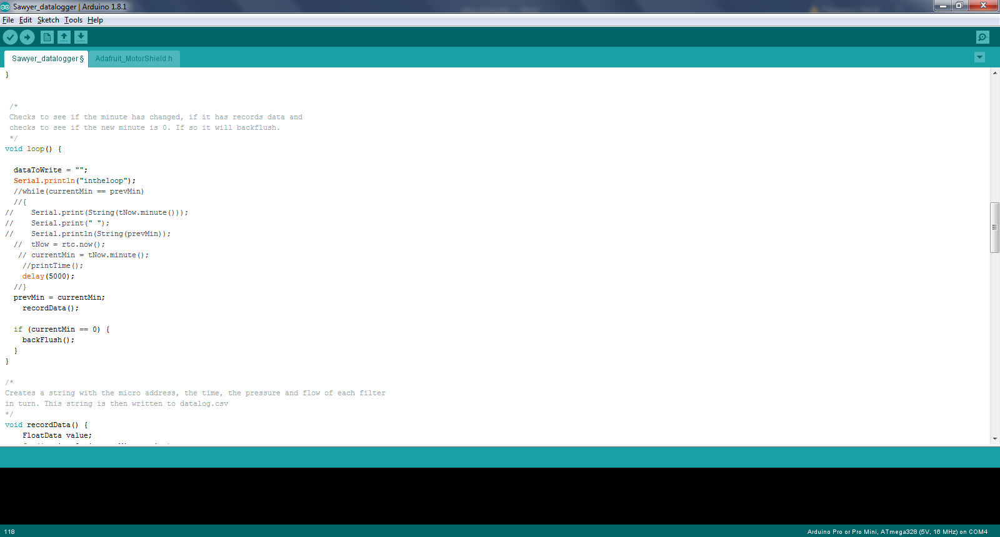 Sawyer_datalogger | Arduino 1.8.1
File Edit Sketch Tools Help
Sawyer_datalogger § Adafruit_MotorShield.h
}
/*
Checks to see if the minute has changed, if it has records data and
checks to see if the new minute is 0. If so it will backflush.
*/
void loop() {
dataToWrite = "";
Serial.println("intheloop");
//while(currentMin == prevMin)
//{
//    Serial.print(String(tNow.minute()));
//    Serial.print(" ");
//    Serial.println(String(prevMin));
//  tNow = rtc.now();
// currentMin = tNow.minute();
//printTime();
delay(5000);
//}
prevMin = currentMin;
recordData();
if (currentMin == 0) {
backFlush();
}
}
/*
Creates a string with the micro address, the time, the pressure and flow of each filter
in turn. This string is then written to datalog.csv
*/
void recordData() {
FloatData value;
118
Arduino Pro or Pro Mini, ATmega328 (5V, 16 MHz) on COM4